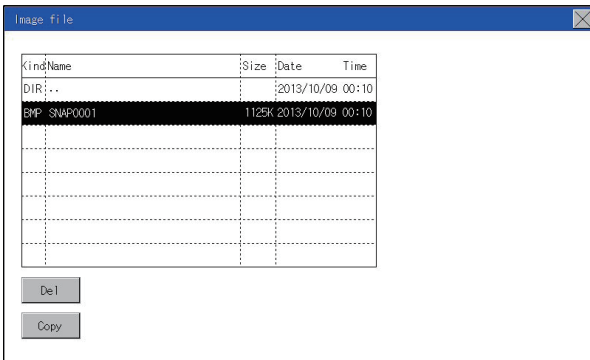 Image file
Kind Name Size Date Time
DIR .. 2013/10/09 00:10
BMP SNAP0001 1125K 2013/10/09 00:10
Del
Copy